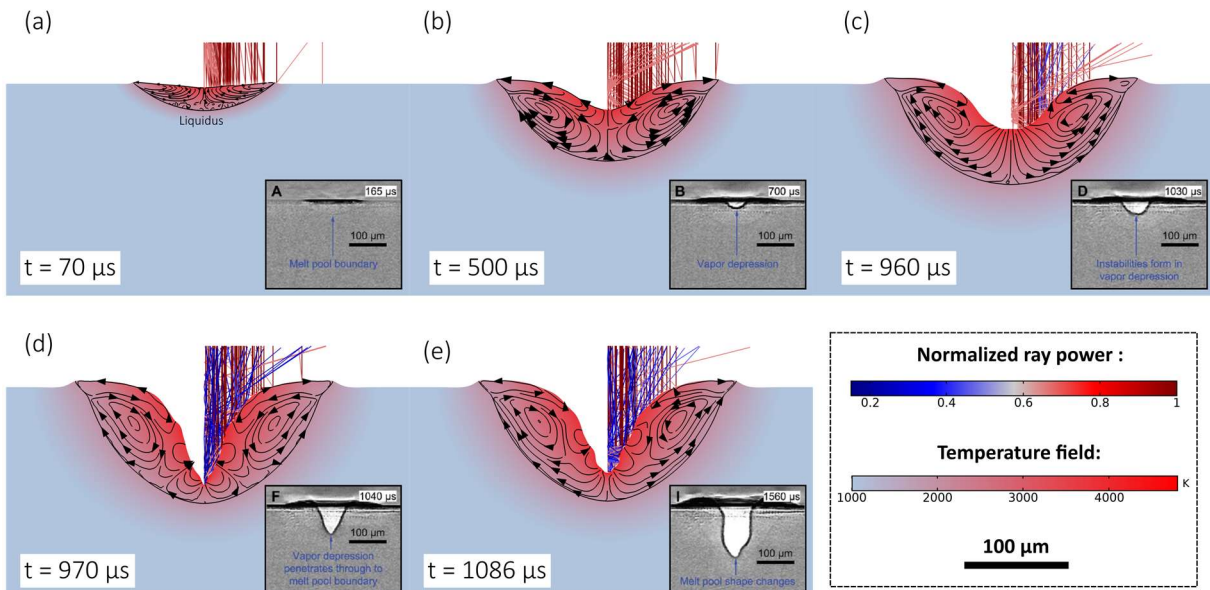 (a)
Liquidus
A
165 µs
100 µm
Melt pool boundary
t = 70 µs
(b)
B
700 µs
100 µm
Vapor depression
t = 500 µs
(c)
D
1030 µs
100 µm
Instabilities form in
vapor depression
t = 960 µs
(d)
F
1040µs
100 µm
Vapor depression
penetrates through to
melt pool boundary
t = 970 µs
(e)
I
1560 µs
100 µm
Melt pool shape changes
t = 1086 µs
Normalized ray power :
0.2 0.4 0.6 0.8 1
Temperature field:
K
1000 2000 3000 4000
100 µm